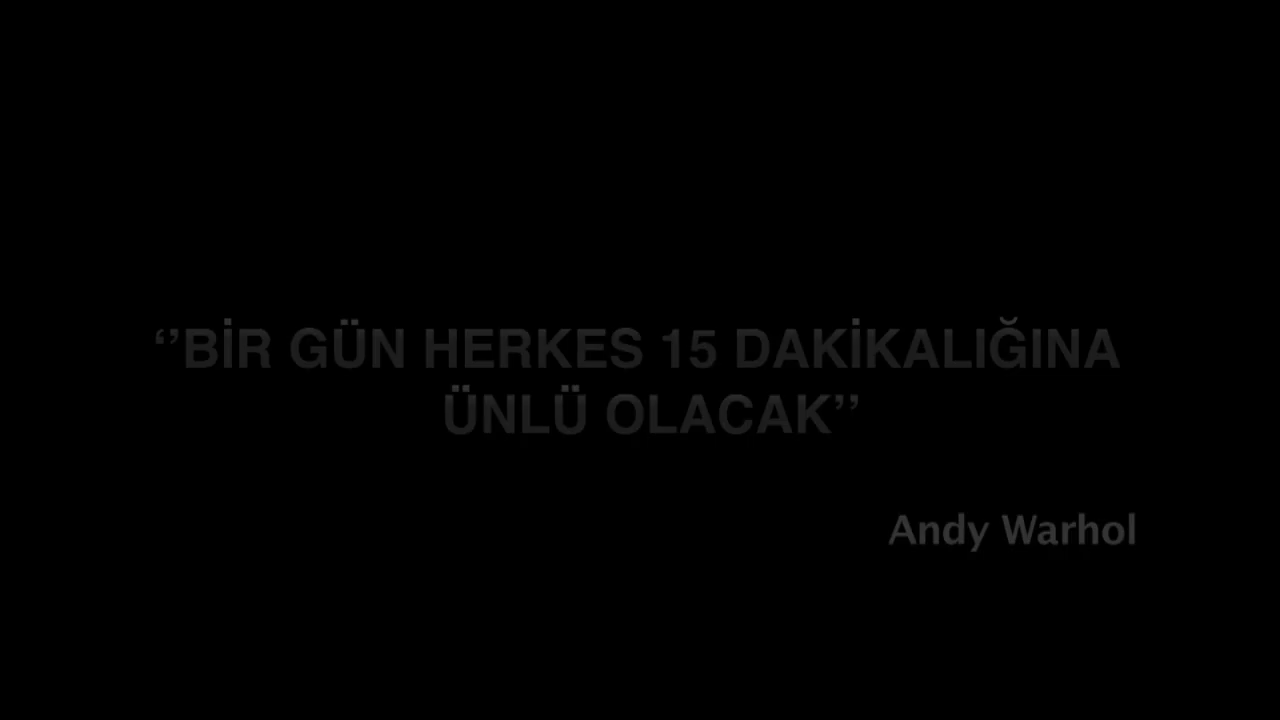 ‘’BİR GÜN HERKES 15 DAKİKALIĞINA
ÜNLÜ OLACAK’’
Andy Warhol